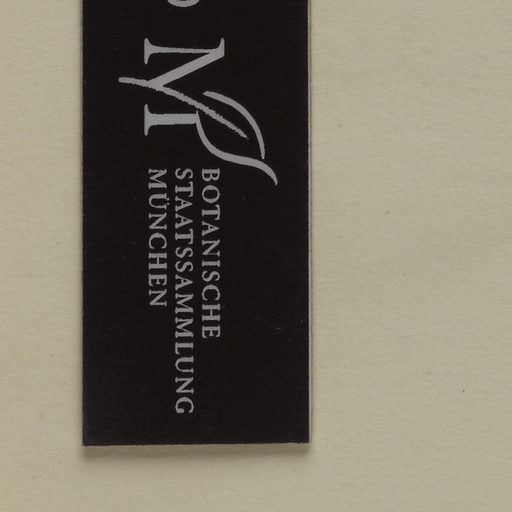 M
BOTANISCHE
STAATSSAMMLUNG
MÜNCHEN